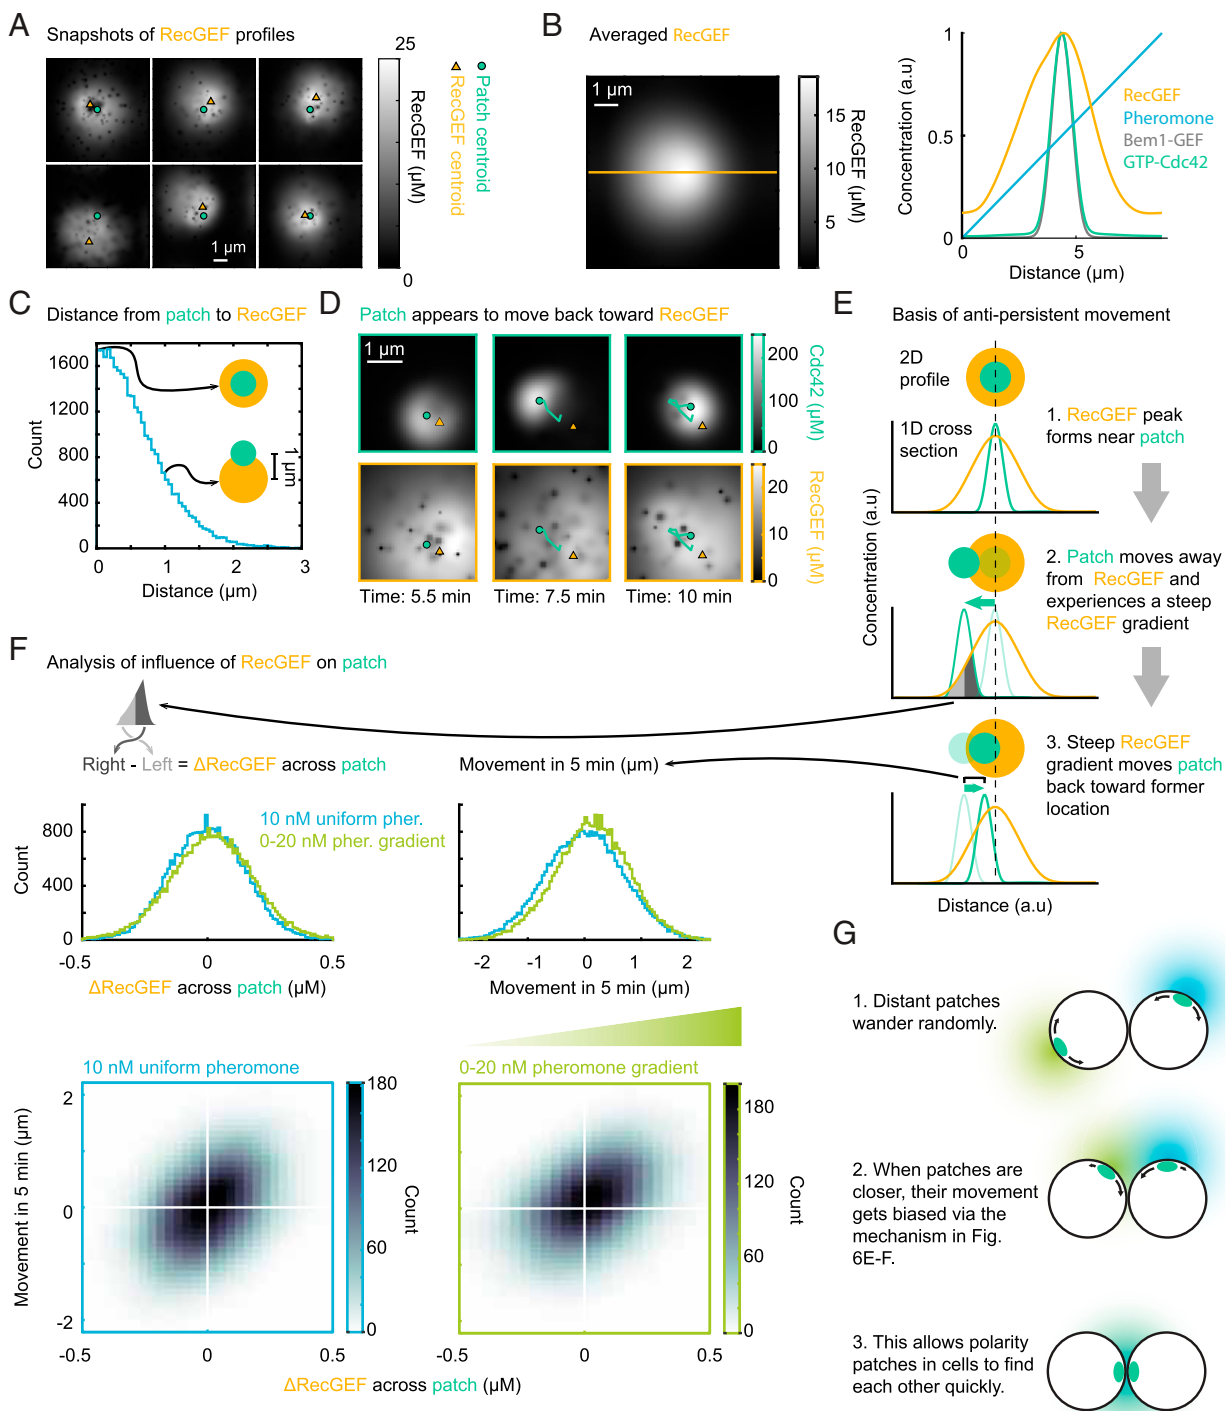 A
Snapshots of RecGEF profiles
25
RecGEF (µM)
0
RecGEF centroid
Patch centroid
1 µm
B
Averaged RecGEF
1 µm
15
10
5
RecGEF (µM)
1
0.5
0
Concentration (a.u)
RecGEF
Pheromone
Bem1-GEF
GTP-Cdc42
0
5
Distance (µm)
C
Distance from patch to RecGEF
1600
1200
800
400
0
Count
1 µm
0
1
2
3
Distance (µm)
D
Patch appears to move back toward RecGEF
1 µm
200
100
0
Cdc42 (µM)
20
10
0
RecGEF (µM)
Time: 5.5 min
Time: 7.5 min
Time: 10 min
E
Basis of anti-persistent movement
2D
profile
1D cross
section
1. RecGEF peak
forms near patch
Concentration (a.u)
2. Patch moves away
from RecGEF and
experiences a steep
RecGEF gradient
3. Steep RecGEF
gradient moves patch
back toward former
location
Distance (a.u)
F
Analysis of influence of RecGEF on patch
Right - Left = ΔRecGEF across patch
Movement in 5 min (µm)
10 nM uniform pher.
0-20 nM pher. gradient
800
400
0
Count
-0.5
0
0.5
ΔRecGEF across patch (µM)
-2
-1
0
1
2
Movement in 5 min (µm)
10 nM uniform pheromone
0-20 nM pheromone gradient
2
0
-2
Movement in 5 min (µm)
180
120
60
0
Count
180
120
60
0
Count
-0.5
0
0.5
-0.5
0
0.5
ΔRecGEF across patch (µM)
G
1. Distant patches
wander randomly.
2. When patches are
closer, their movement
gets biased via the
mechanism in Fig.
6E-F.
3. This allows polarity
patches in cells to find
each other quickly.